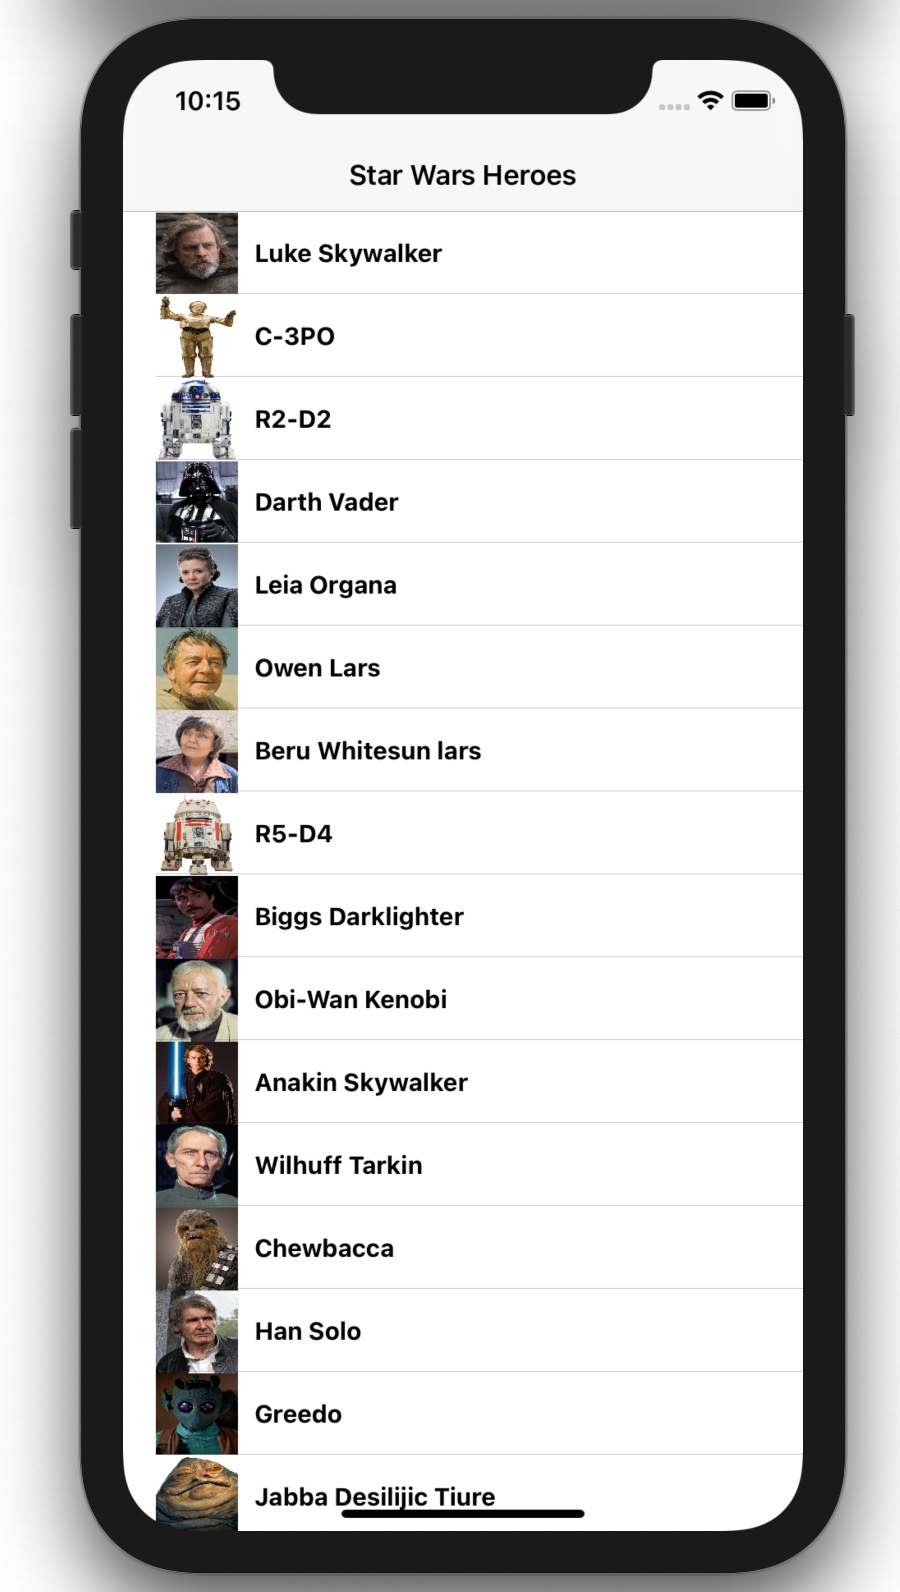 10:15
Star Wars Heroes
Luke Skywalker
C-3PO
R2-D2
Darth Vader
Leia Organa
Owen Lars
Beru Whitesun lars
R5-D4
Biggs Darklighter
Obi-Wan Kenobi
Anakin Skywalker
Wilhuff Tarkin
Chewbacca
Han Solo
Greedo
Jabba Desilijic Tiure